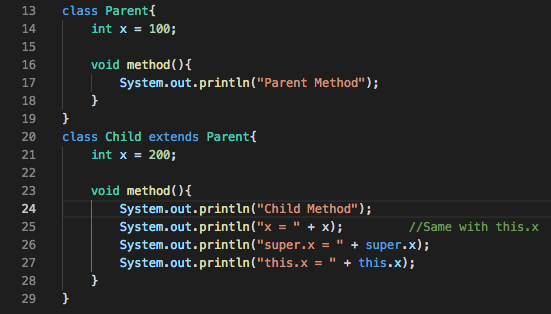 13 class Parent{
14     int x = 100;
15
16     void method(){
17         System.out.println("Parent Method");
18     }
19 }
20 class Child extends Parent{
21     int x = 200;
22
23     void method(){
24         System.out.println("Child Method");
25         System.out.println("x = " + x);         //Same with this.x
26         System.out.println("super.x = " + super.x);
27         System.out.println("this.x = " + this.x);
28     }
29 }